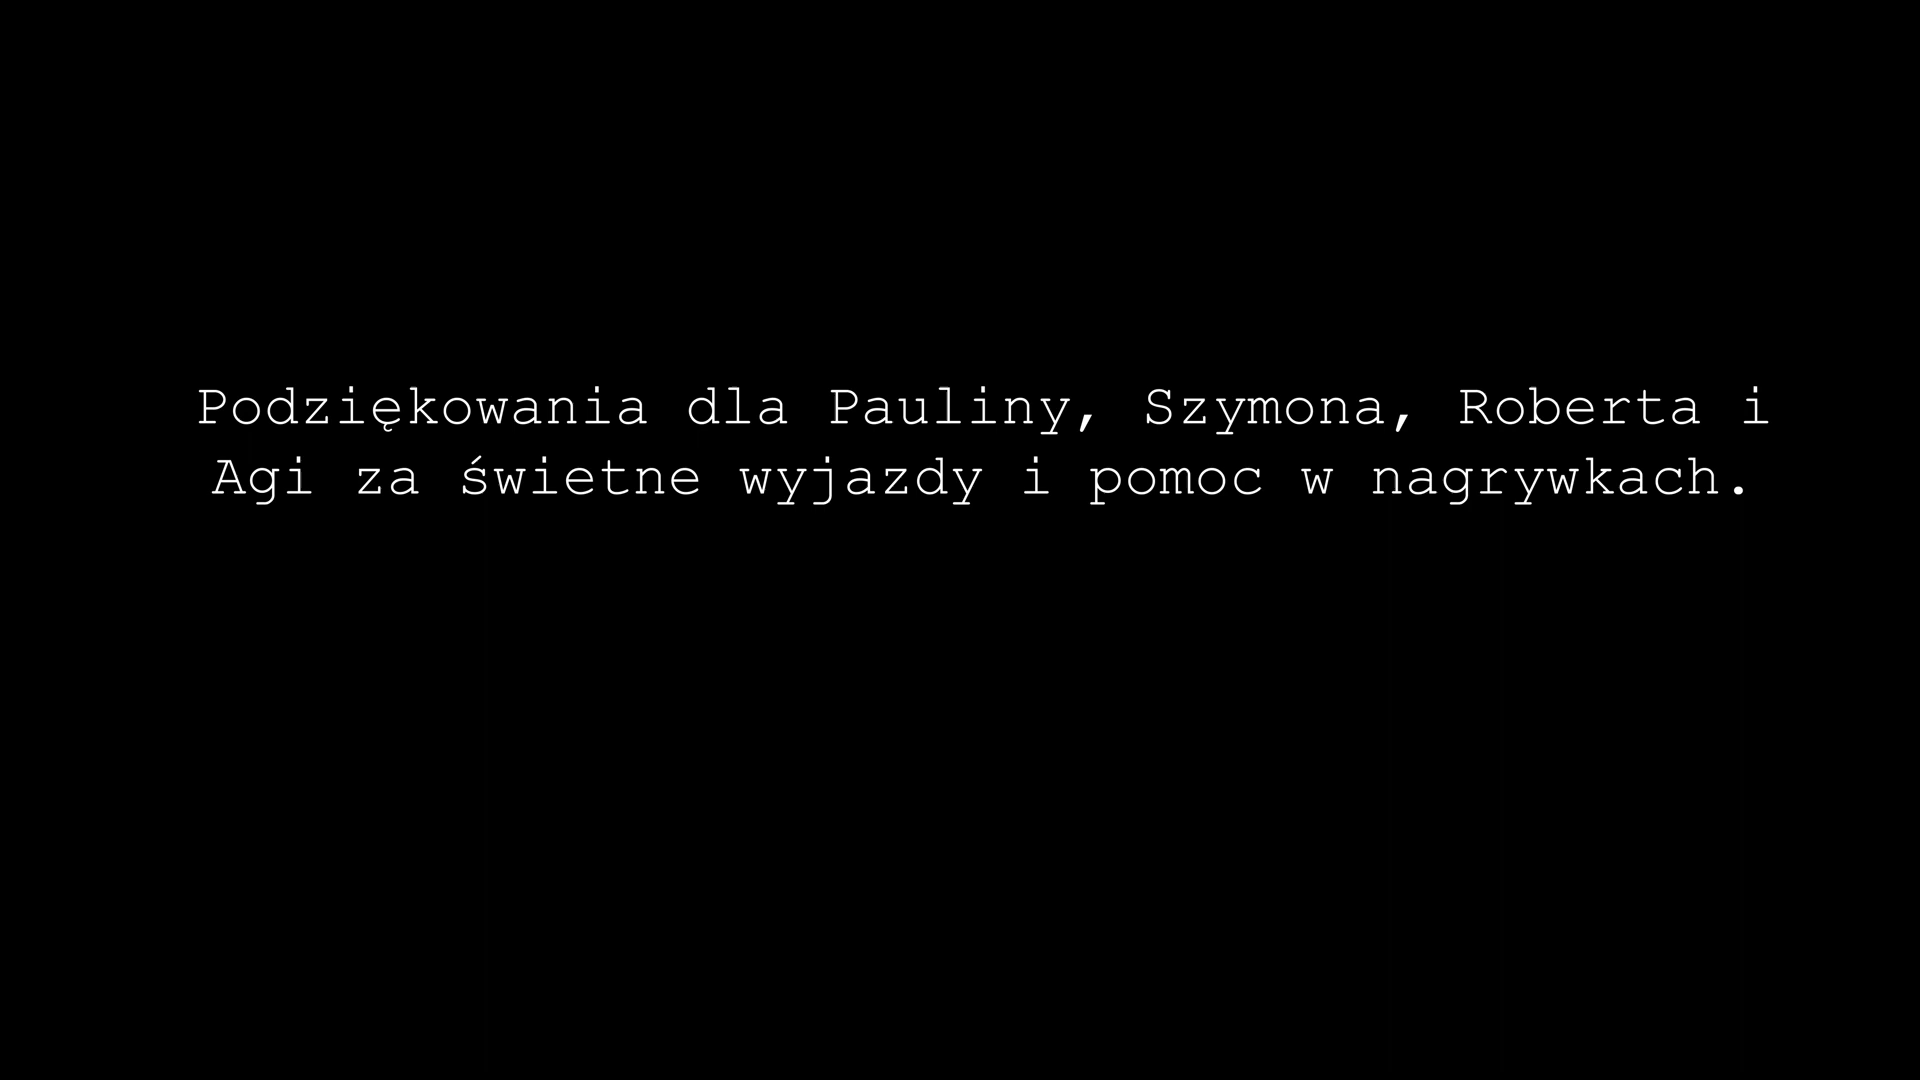 Podziękowania dla Pauliny, Szymona, Roberta i
Agi za świetne wyjazdy i pomoc w nagrywkach.